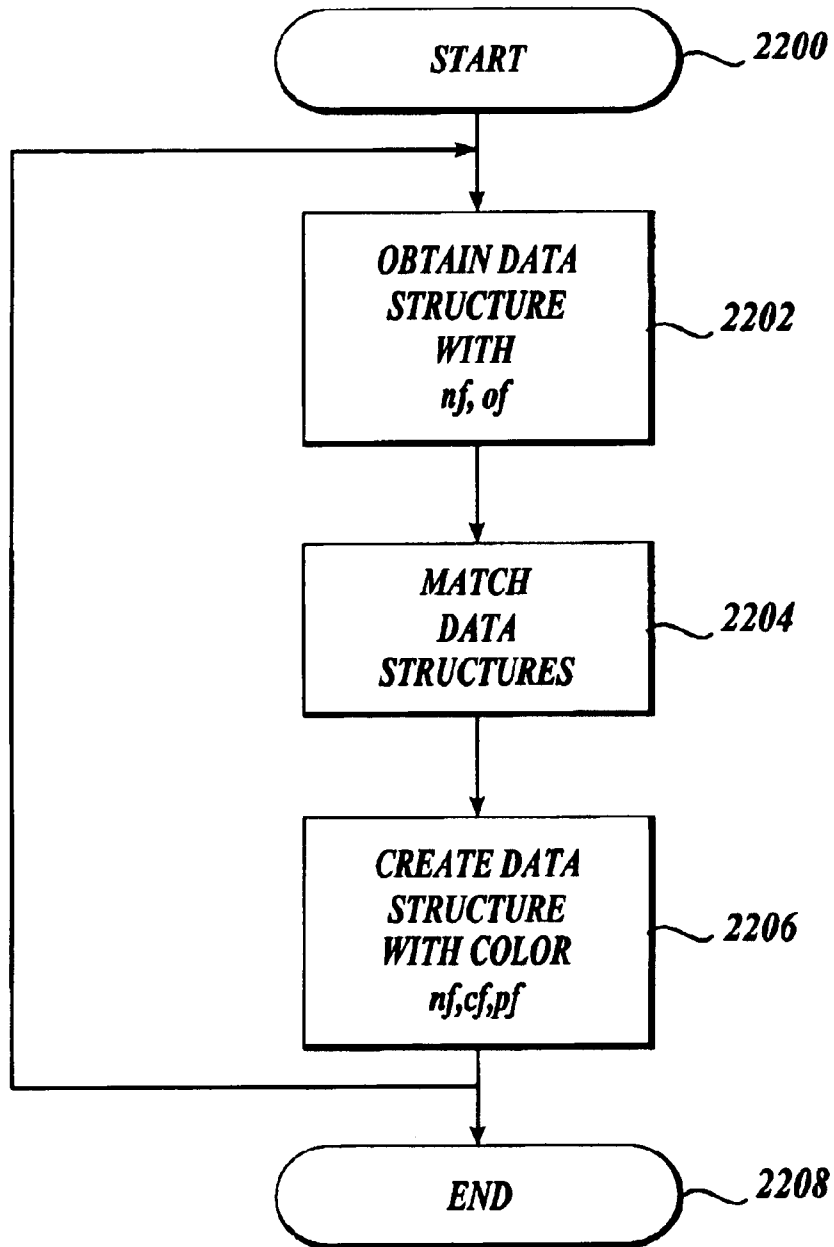 START
2200
OBTAIN DATA
STRUCTURE
WITH
nf, of
2202
MATCH
DATA
STRUCTURES
2204
CREATE DATA
STRUCTURE
WITH COLOR
nf,cf,pf
2206
END
2208